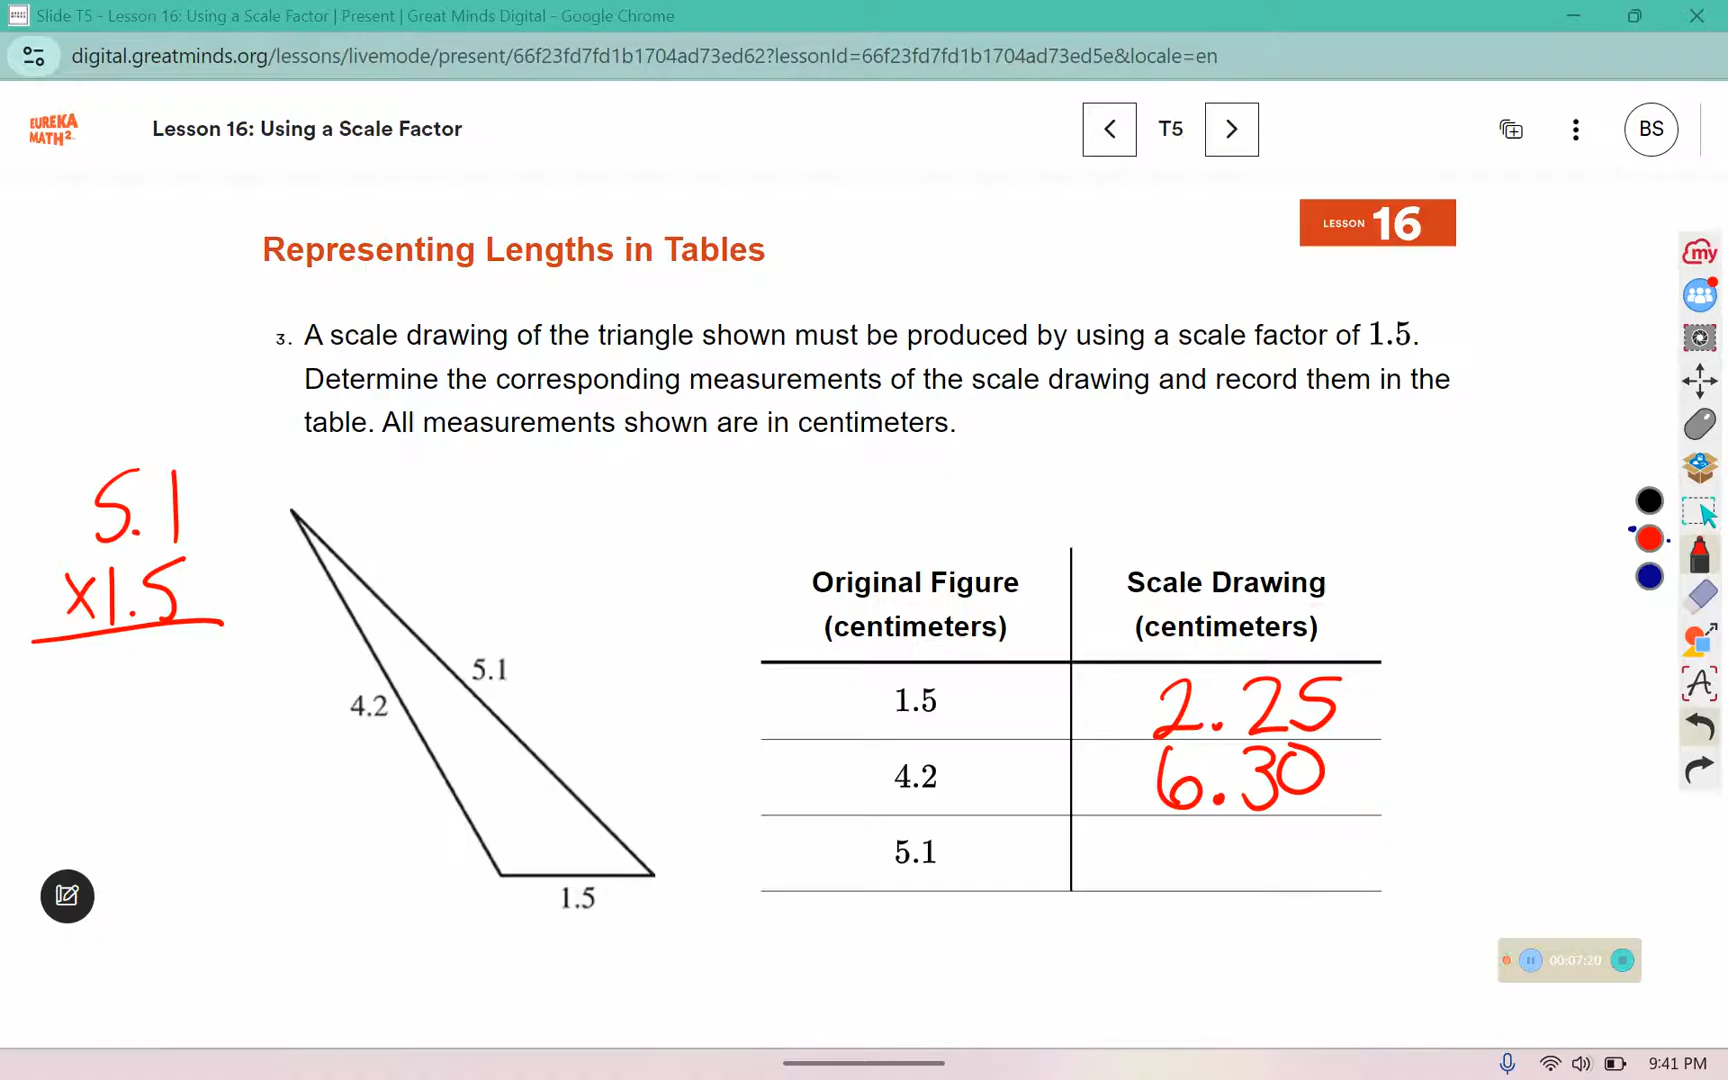 Slide T5 - Lesson 16: Using a Scale Factor | Present | Great Minds Digital - Google Chrome
digital.greatminds.org/lessons/livemode/present/66f23fd7fd1b1704ad73ed62?lessonId=66f23fd7fd1b1704ad73ed5e&locale=en
EUREKA
MATH²
Lesson 16: Using a Scale Factor
T5
BS
LESSON 16
Representing Lengths in Tables
3. A scale drawing of the triangle shown must be produced by using a scale factor of 1.5.
Determine the corresponding measurements of the scale drawing and record them in the
table. All measurements shown are in centimeters.
5.1
×1.5
5.1
4.2
1.5
Original Figure (centimeters) Scale Drawing (centimeters)
1.5 2.25
4.2 6.30
5.1
my
A
00:07:20
9:41 PM